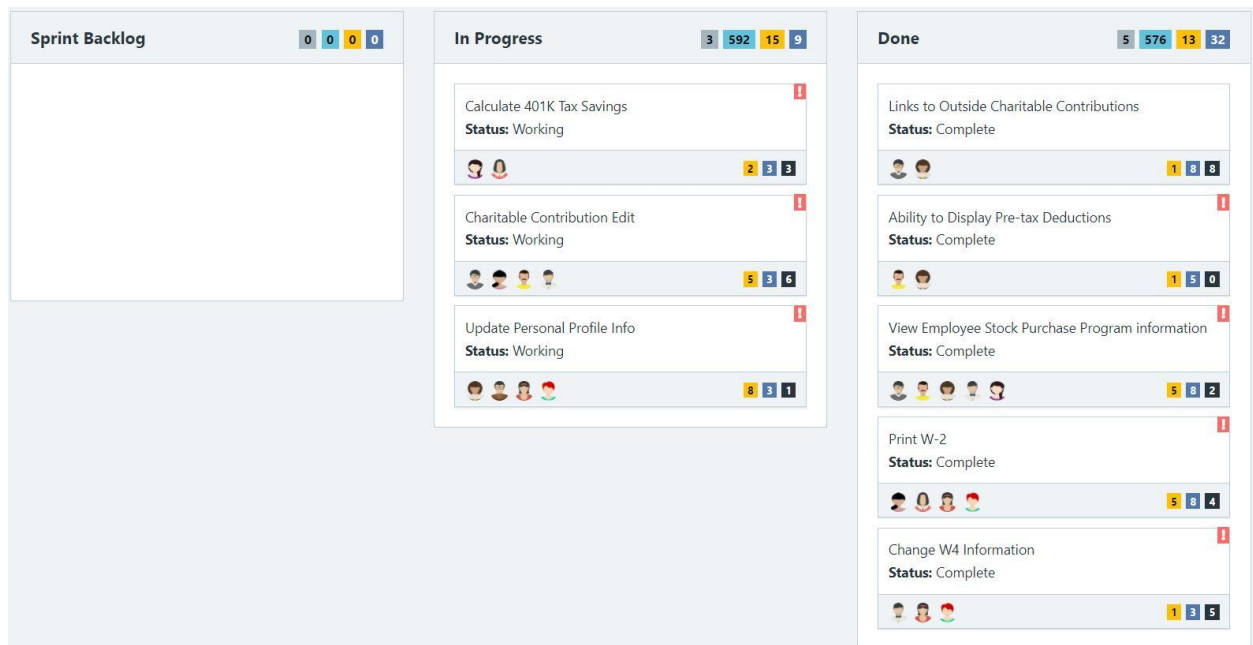 Sprint Backlog
0 0 0 0
In Progress
3 592 15 9
Calculate 401K Tax Savings
Status: Working
2 3 3
Charitable Contribution Edit
Status: Working
5 3 6
Update Personal Profile Info
Status: Working
8 3 1
Done
5 576 13 32
Links to Outside Charitable Contributions
Status: Complete
1 8 8
Ability to Display Pre-tax Deductions
Status: Complete
1 5 0
View Employee Stock Purchase Program information
Status: Complete
5 8 2
Print W-2
Status: Complete
5 8 4
Change W4 Information
Status: Complete
1 3 5